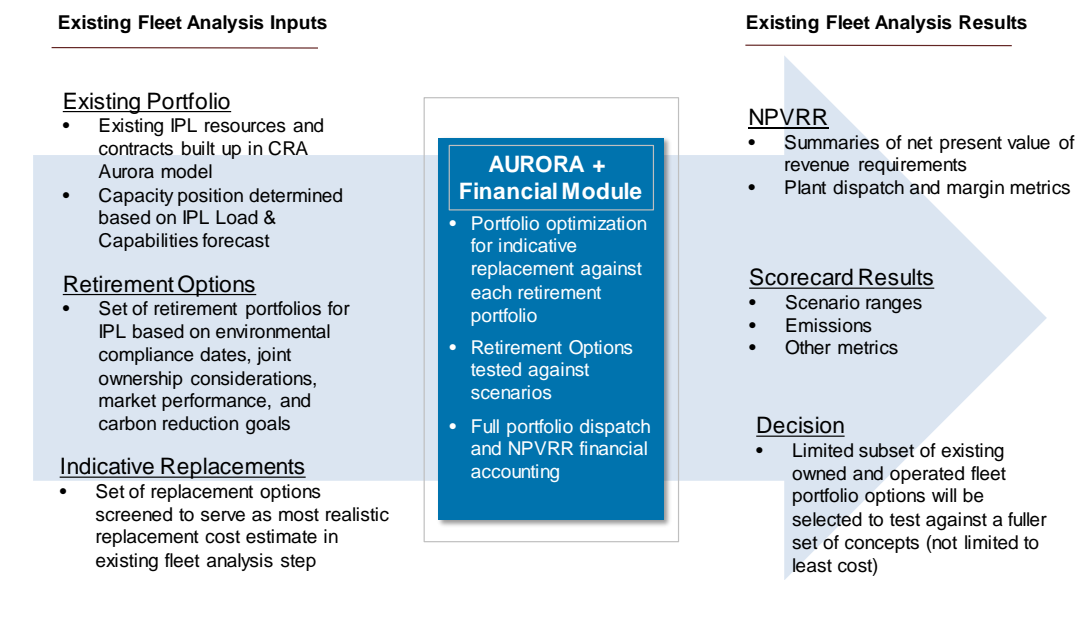 Existing Fleet Analysis Inputs
Existing Portfolio
• Existing IPL resources and
contracts built up in CRA
Aurora model
• Capacity position determined
based on IPL Load &
Capabilities forecast
Retirement Options
• Set of retirement portfolios for
IPL based on environmental
compliance dates, joint
ownership considerations,
market performance, and
carbon reduction goals
Indicative Replacements
• Set of replacement options
screened to serve as most realistic
replacement cost estimate in
existing fleet analysis step
AURORA +
Financial Module
• Portfolio optimization
for indicative
replacement against
each retirement
portfolio
• Retirement Options
tested against
scenarios
• Full portfolio dispatch
and NPVRR financial
accounting
Existing Fleet Analysis Results
NPVRR
• Summaries of net present value of
revenue requirements
• Plant dispatch and margin metrics
Scorecard Results
• Scenario ranges
• Emissions
• Other metrics
Decision
• Limited subset of existing
owned and operated fleet
portfolio options will be
selected to test against a fuller
set of concepts (not limited to
least cost)